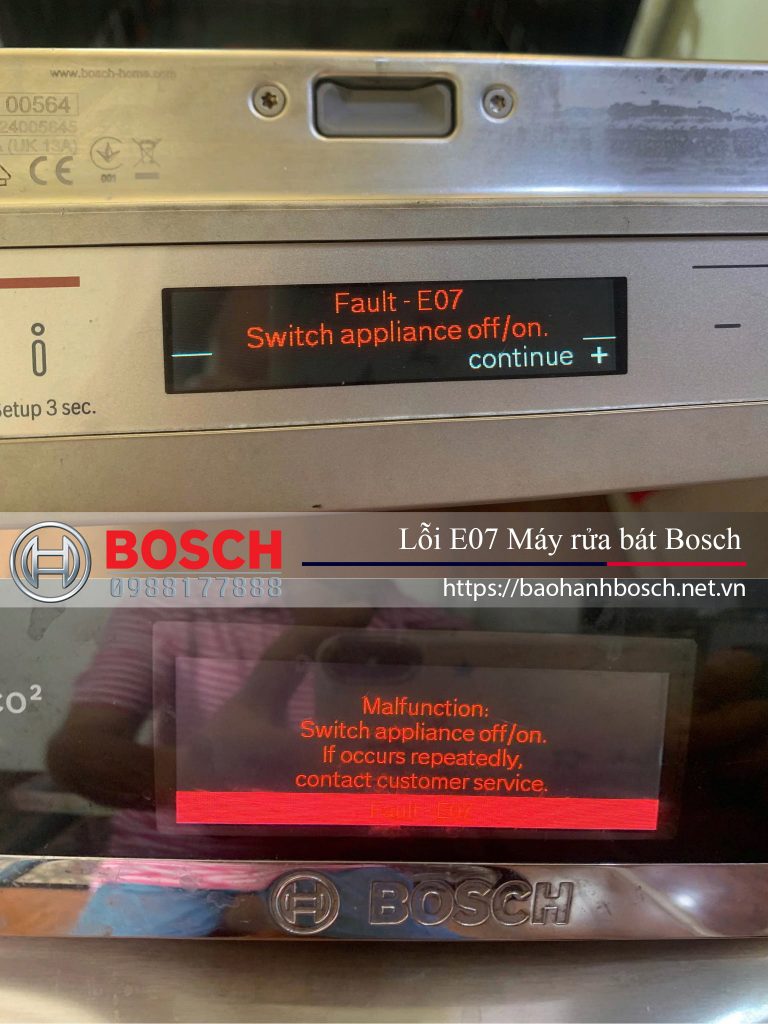 www.bosch-home.com
00564
24005645
(UK 13A)
CE
001
Fault - E07
Switch appliance off/on.
continue +
i
Setup 3 sec.
BOSCH
0988177888
Lỗi E07 Máy rửa bát Bosch
https://baohanhbosch.net.vn
co²
Malfunction:
Switch appliance off/on.
If occurs repeatedly,
contact customer service.
Fault - E07
BOSCH